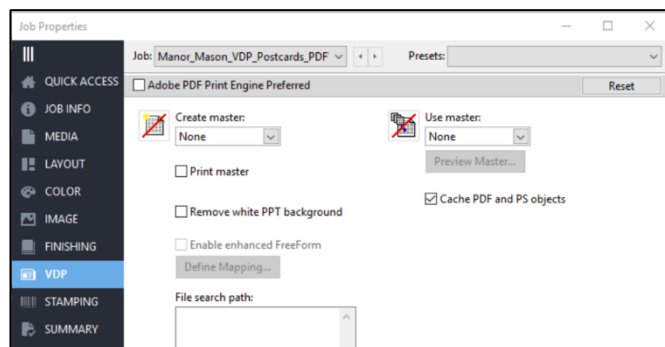 Job Properties
Job: Manor_Mason_VDP_Postcards_PDF
Presets:
QUICK ACCESS
JOB INFO
MEDIA
LAYOUT
COLOR
IMAGE
FINISHING
VDP
STAMPING
SUMMARY
Adobe PDF Print Engine Preferred
Reset
Create master:
None
Print master
Remove white PPT background
Enable enhanced FreeForm
Define Mapping...
File search path:
Use master:
None
Preview Master...
Cache PDF and PS objects